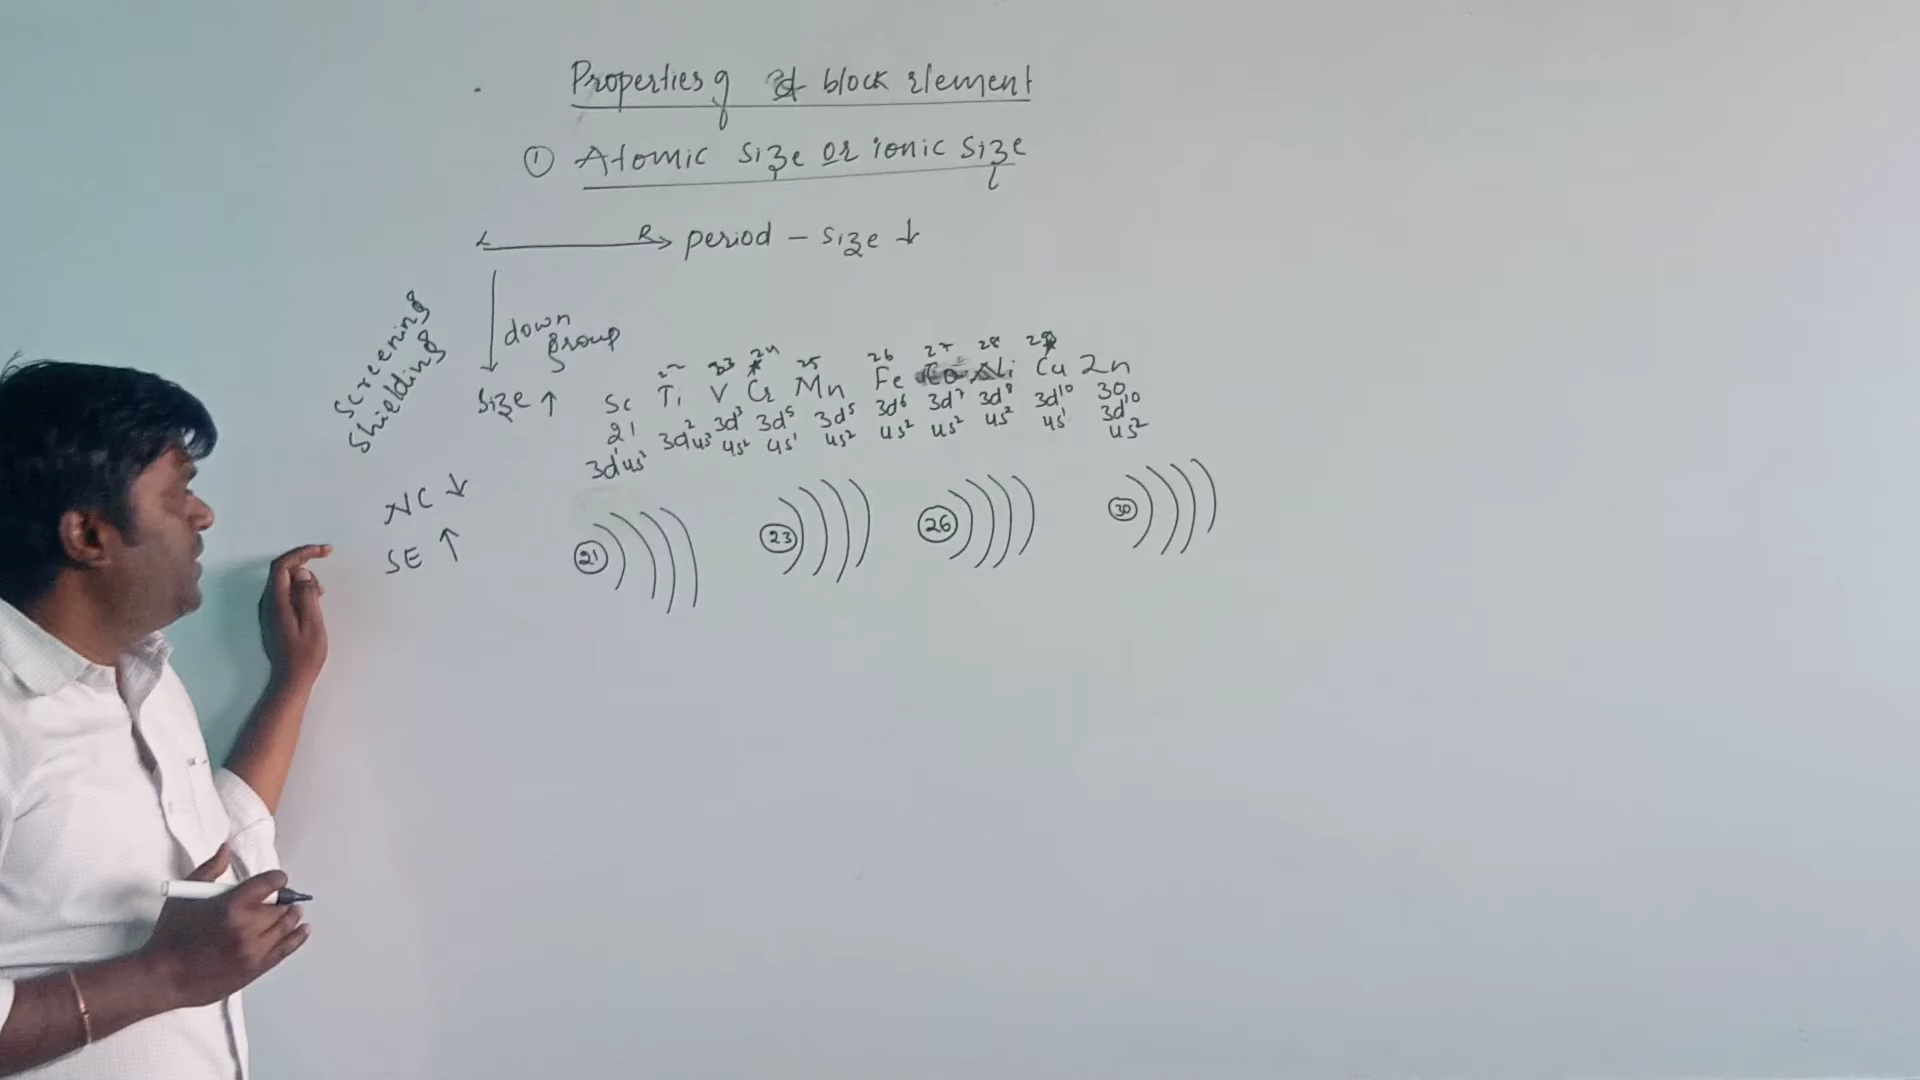 Properties of 3d block element
① Atomic size or ionic size
L R period - size ↓
down group
size ↑
Screening
Shielding
22 23 24 25 26 27 28 29
Sc Ti V Cr Mn Fe Co Ni Cu Zn
21 30
3d¹4s² 3d²4s² 3d³4s² 3d⁵4s¹ 3d⁵4s² 3d⁶4s² 3d⁷4s² 3d⁸4s² 3d¹⁰4s¹ 3d¹⁰4s²
NC ↓
SE ↑
21 23 26 30